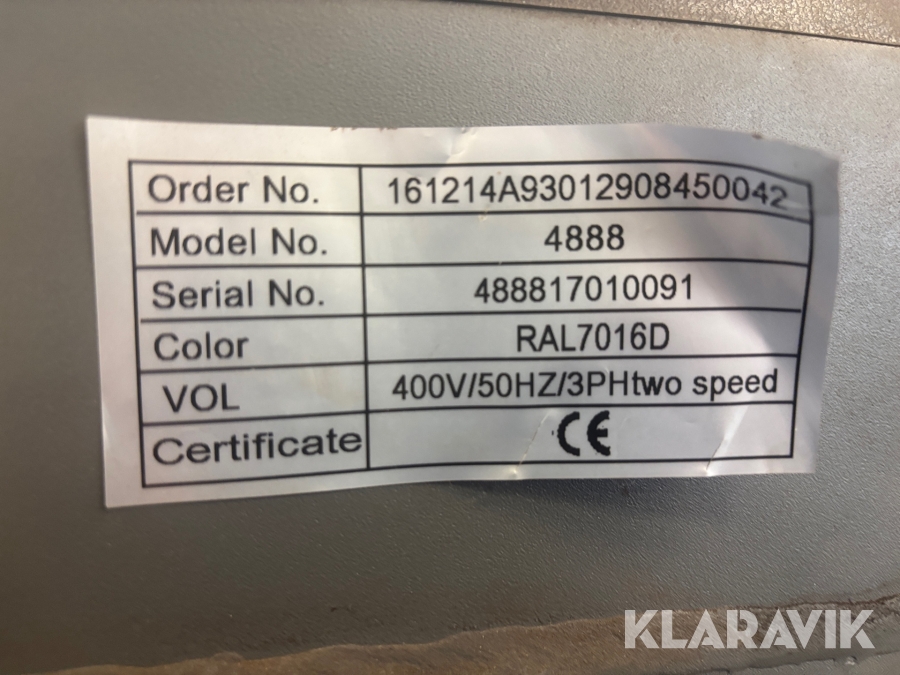 Order No. 161214A93012908450042
Model No. 4888
Serial No. 488817010091
Color RAL7016D
VOL 400V/50HZ/3PHtwo speed
Certificate CE
KLARAVIK